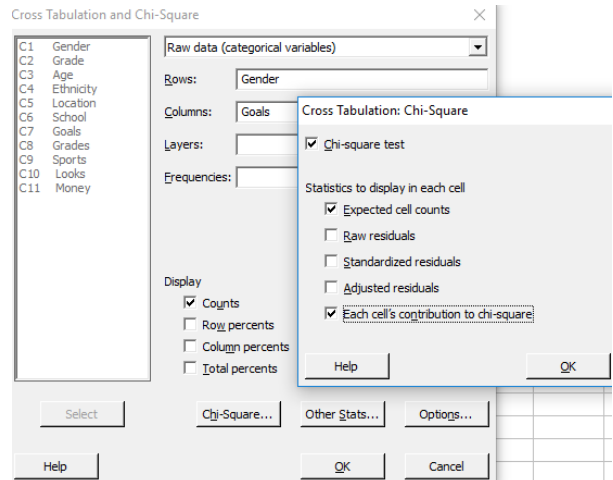 Cross Tabulation and Chi-Square
C1 Gender
C2 Grade
C3 Age
C4 Ethnicity
C5 Location
C6 School
C7 Goals
C8 Grades
C9 Sports
C10 Looks
C11 Money
Raw data (categorical variables)
Rows: Gender
Columns: Goals
Layers:
Frequencies:
Display
Counts
Row percents
Column percents
Total percents
Select
Chi-Square...
Other Stats...
Options...
Help
OK
Cancel
Cross Tabulation: Chi-Square
Chi-square test
Statistics to display in each cell
Expected cell counts
Raw residuals
Standardized residuals
Adjusted residuals
Each cell's contribution to chi-square
Help
OK